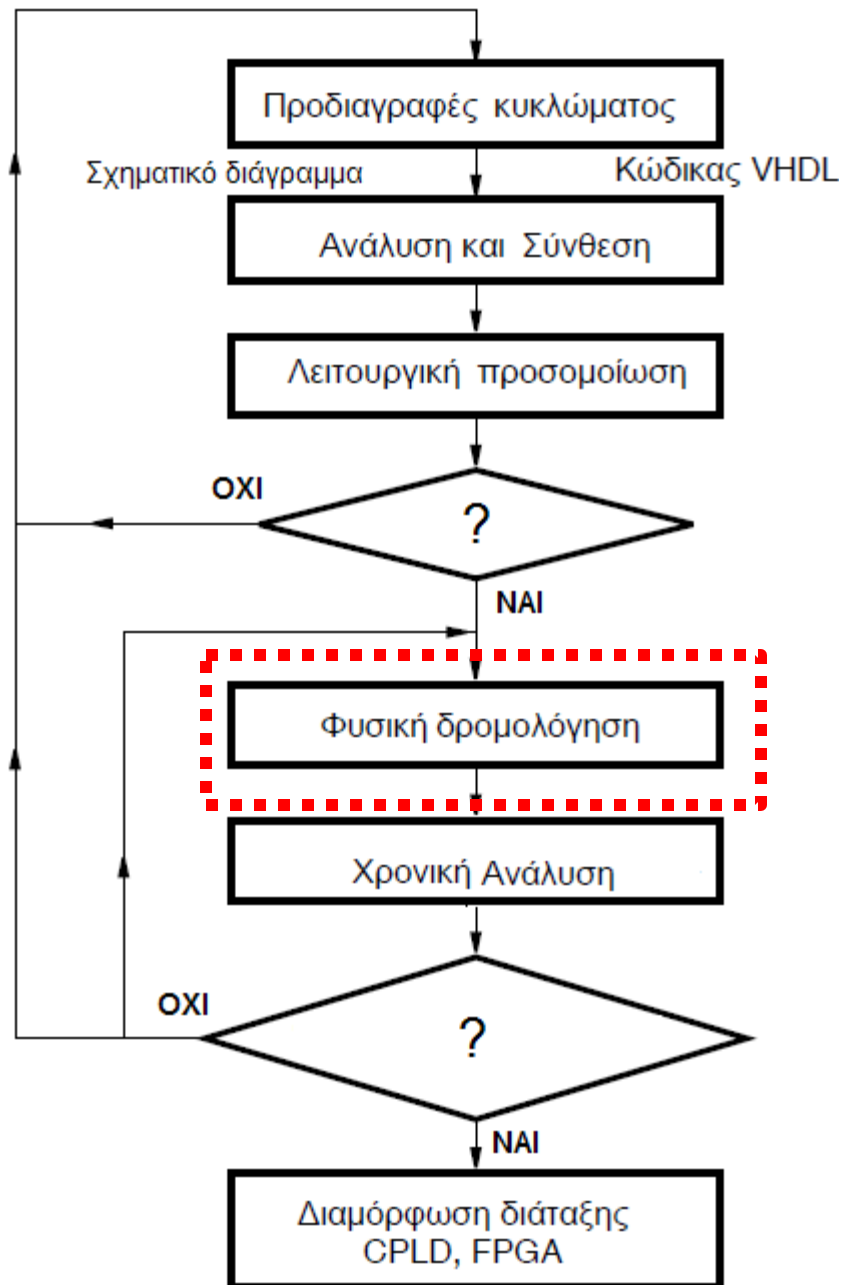 Προδιαγραφές κυκλώματος
Σχηματικό διάγραμμα
Κώδικας VHDL
Ανάλυση και Σύνθεση
Λειτουργική προσομοίωση
ΟΧΙ
?
ΝΑΙ
Φυσική δρομολόγηση
Χρονική Ανάλυση
ΟΧΙ
?
ΝΑΙ
Διαμόρφωση διάταξης
CPLD, FPGA